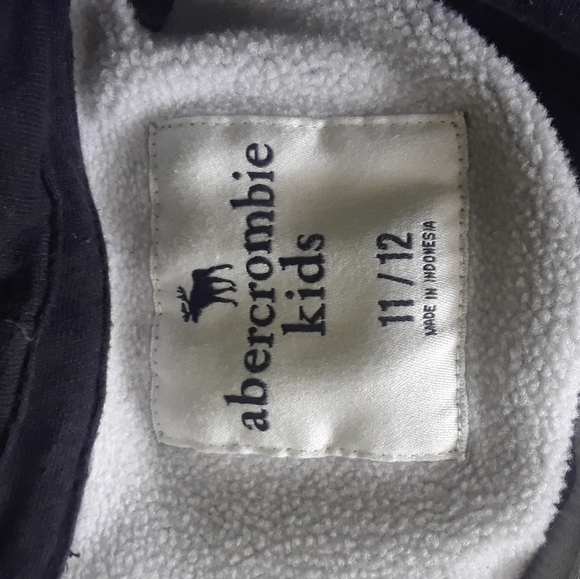 abercrombie
kids
11/12
MADE IN INDONESIA